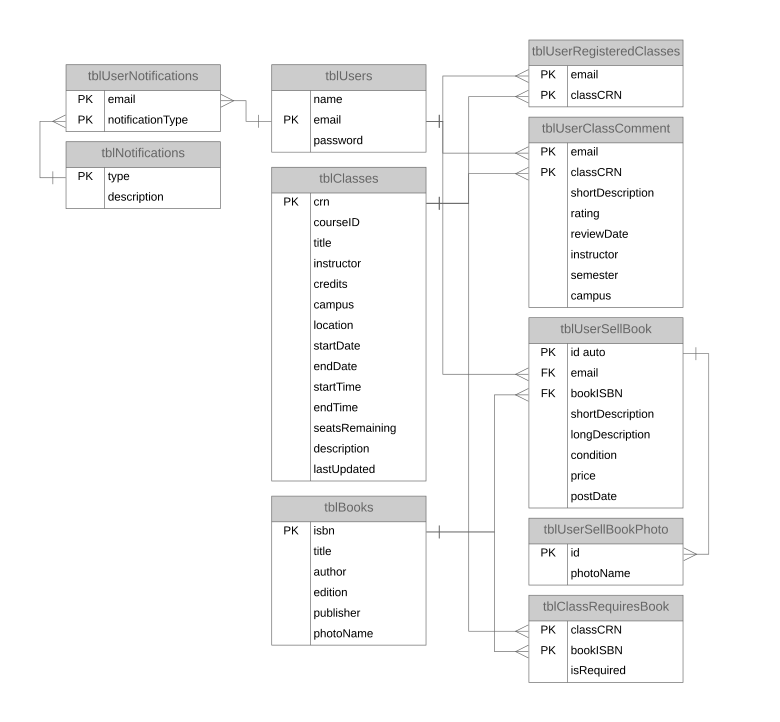 tblUserNotifications
PK email
PK notificationType
tblNotifications
PK type
description
tblUsers
name
PK email
password
tblClasses
PK crn
courseID
title
instructor
credits
campus
location
startDate
endDate
startTime
endTime
seatsRemaining
description
lastUpdated
tblBooks
PK isbn
title
author
edition
publisher
photoName
tblUserRegisteredClasses
PK email
PK classCRN
tblUserClassComment
PK email
PK classCRN
shortDescription
rating
reviewDate
instructor
semester
campus
tblUserSellBook
PK id auto
FK email
FK bookISBN
shortDescription
longDescription
condition
price
postDate
tblUserSellBookPhoto
PK id
photoName
tblClassRequiresBook
PK classCRN
PK bookISBN
isRequired